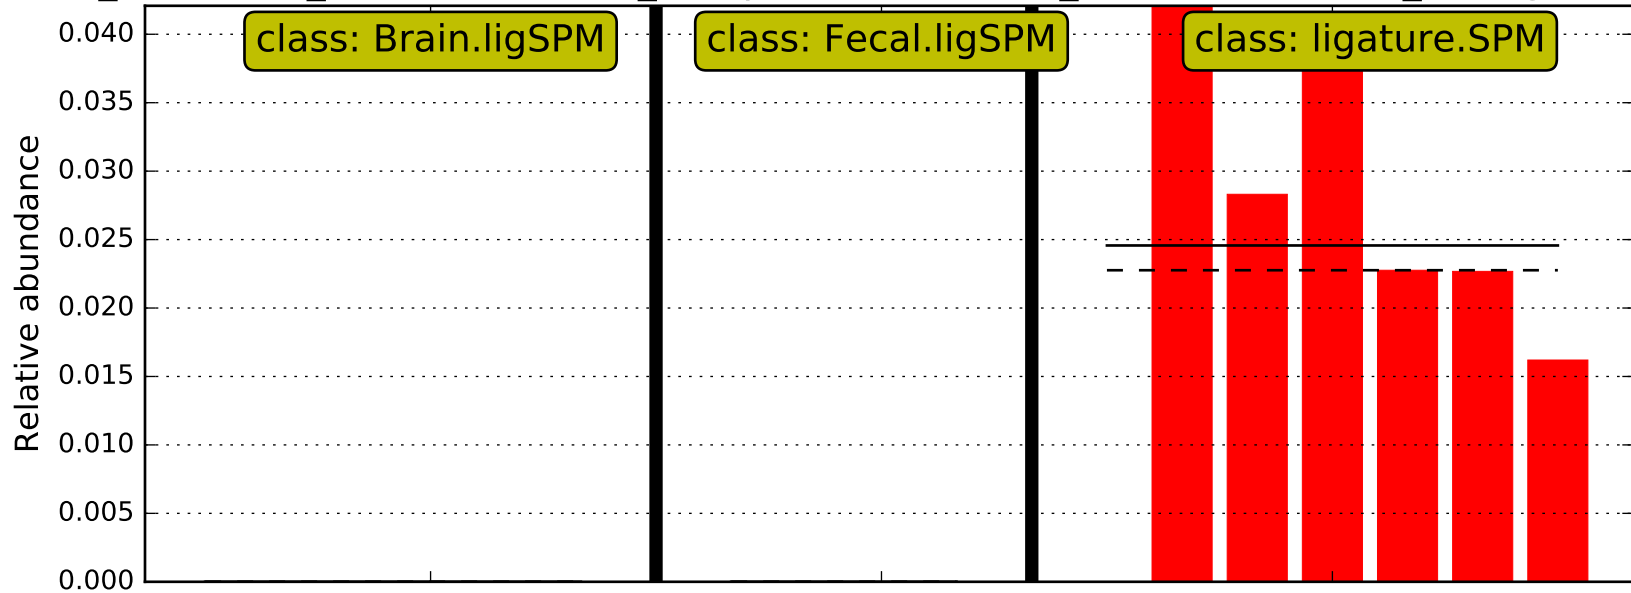 class: Brain.ligSPM
class: Fecal.ligSPM
class: ligature.SPM
Relative abundance
0.040
0.035
0.030
0.025
0.020
0.015
0.010
0.005
0.000